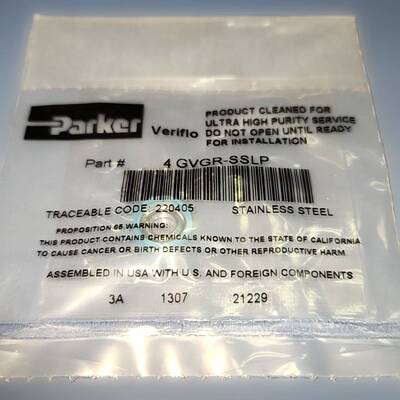 Parker Veriflo
PRODUCT CLEANED FOR
ULTRA HIGH PURITY SERVICE
DO NOT OPEN UNTIL READY
FOR INSTALLATION
Part # 4 GVGR-SSLP
TRACEABLE CODE: 220405 STAINLESS STEEL
PROPOSITION 65 WARNING:
THIS PRODUCT CONTAINS CHEMICALS KNOWN TO THE STATE OF CALIFORNIA
TO CAUSE CANCER OR BIRTH DEFECTS OR OTHER REPRODUCTIVE HARM
ASSEMBLED IN USA WITH U.S. AND FOREIGN COMPONENTS
3A 1307 21229